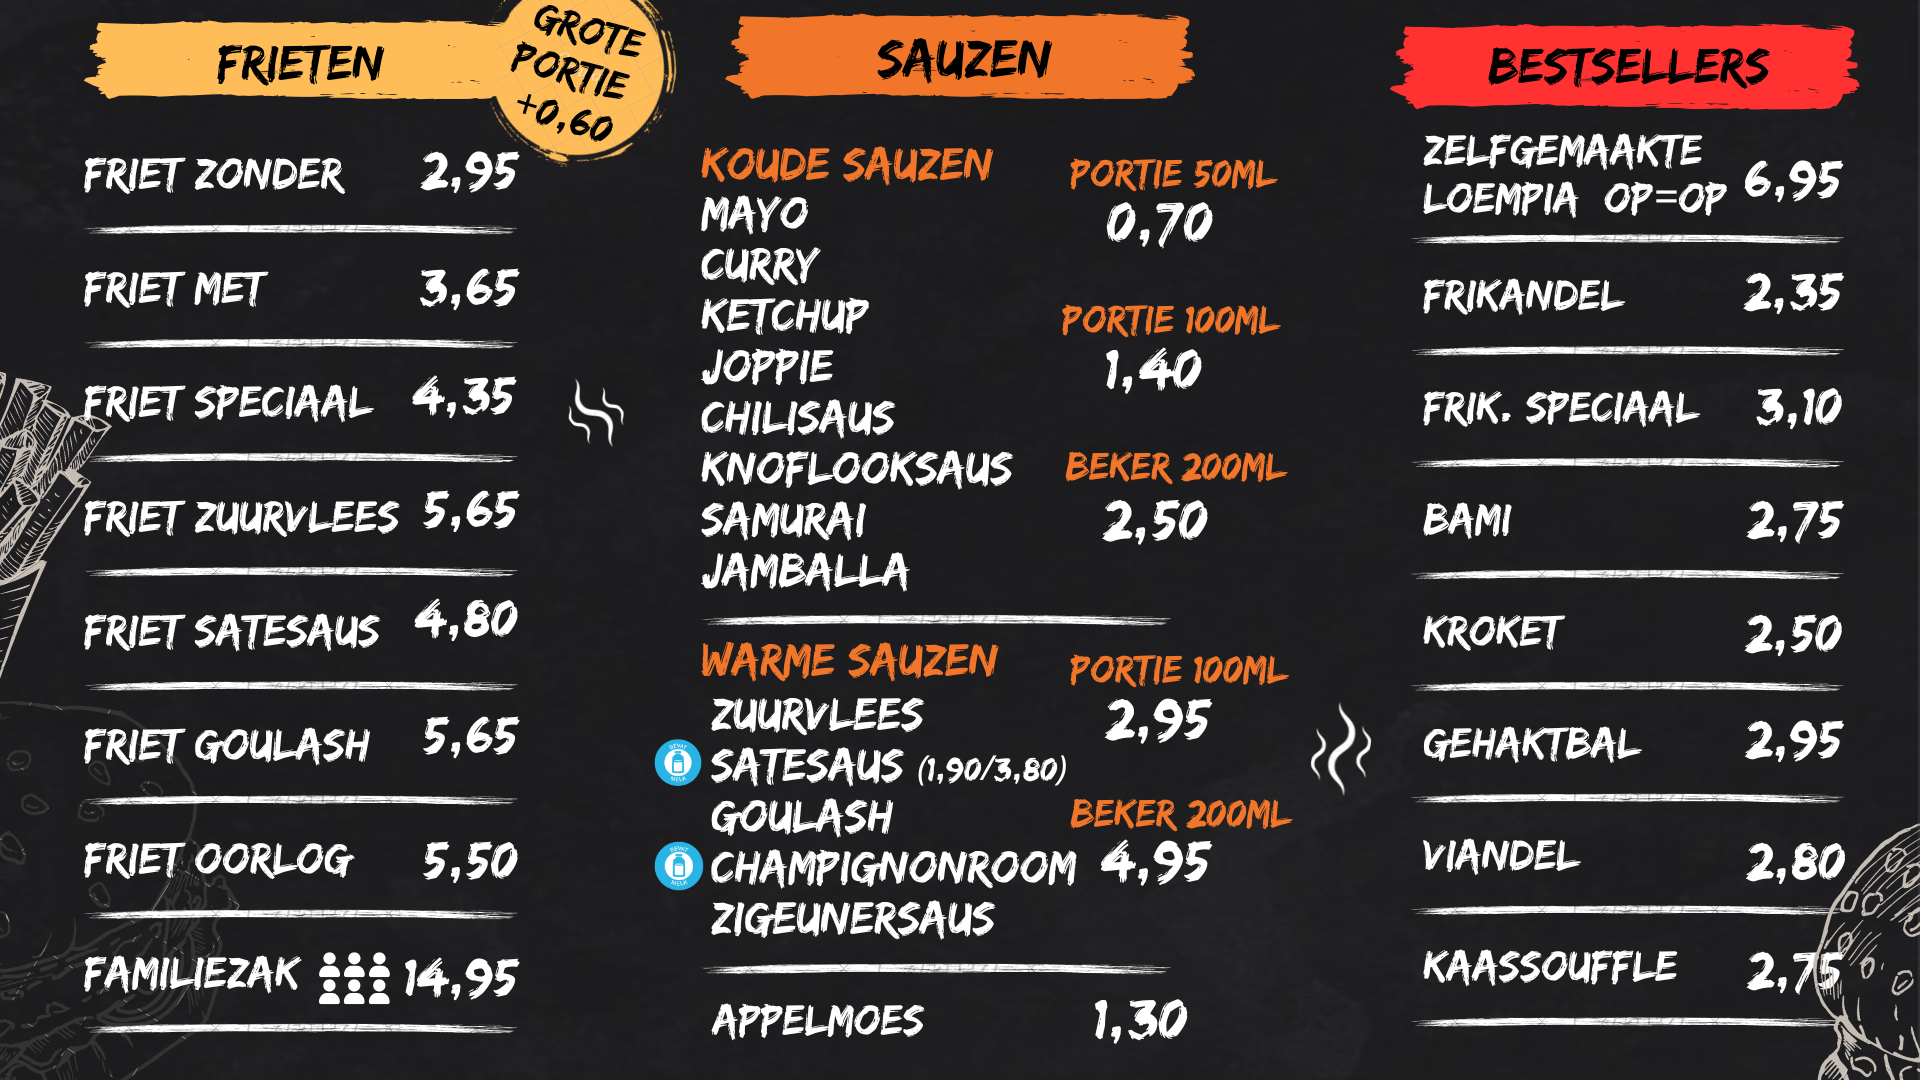 FRIETEN
GROTE
PORTIE
+0,60
FRIET ZONDER 2,95
FRIET MET 3,65
FRIET SPECIAAL 4,35
FRIET ZUURVLEES 5,65
FRIET SATESAUS 4,80
FRIET GOULASH 5,65
FRIET OORLOG 5,50
FAMILIEZAK 14,95
SAUZEN
KOUDE SAUZEN
MAYO
CURRY
KETCHUP
JOPPIE
CHILISAUS
KNOFLOOKSAUS
SAMURAI
JAMBALLA
PORTIE 50ML
0,70
PORTIE 100ML
1,40
BEKER 200ML
2,50
WARME SAUZEN
ZUURVLEES
BEVAT
MELK
SATESAUS (1,90/3,80)
GOULASH
BEVAT
MELK
CHAMPIGNONROOM
ZIGEUNERSAUS
PORTIE 100ML
2,95
BEKER 200ML
4,95
APPELMOES 1,30
BESTSELLERS
ZELFGEMAAKTE
LOEMPIA OP=OP 6,95
FRIKANDEL 2,35
FRIK. SPECIAAL 3,10
BAMI 2,75
KROKET 2,50
GEHAKTBAL 2,95
VIANDEL 2,80
KAASSOUFFLE 2,75